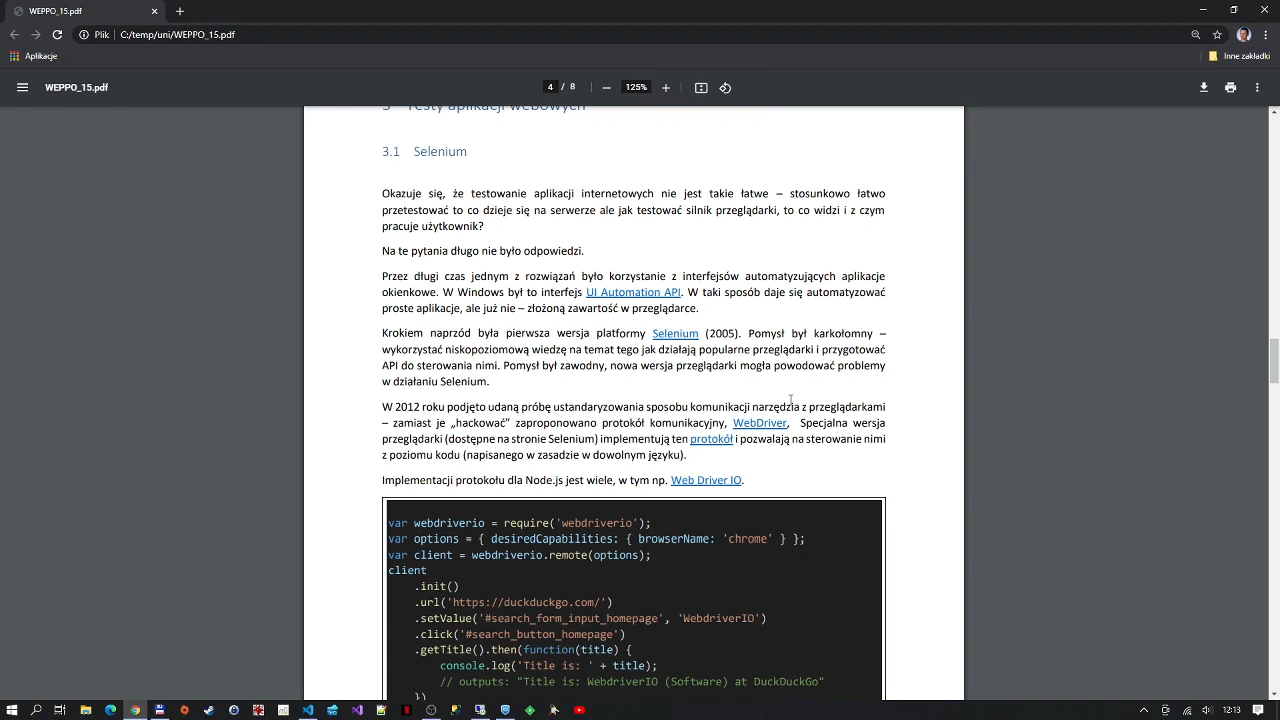 WEPPO_15.pdf
Plik
C:/temp/uni/WEPPO_15.pdf
Aplikacje
Inne zakładki
WEPPO_15.pdf
4 / 8
125%
3 Testy aplikacji webowych
3.1 Selenium
Okazuje się, że testowanie aplikacji internetowych nie jest takie łatwe – stosunkowo łatwo
przetestować to co dzieje się na serwerze ale jak testować silnik przeglądarki, to co widzi i z czym
pracuje użytkownik?
Na te pytania długo nie było odpowiedzi.
Przez długi czas jednym z rozwiązań było korzystanie z interfejsów automatyzujących aplikacje
okienkowe. W Windows był to interfejs UI Automation API. W taki sposób daje się automatyzować
proste aplikacje, ale już nie – złożoną zawartość w przeglądarce.
Krokiem naprzód była pierwsza wersja platformy Selenium (2005). Pomysł był karkołomny –
wykorzystać niskopoziomową wiedzę na temat tego jak działają popularne przeglądarki i przygotować
API do sterowania nimi. Pomysł był zawodny, nowa wersja przeglądarki mogła powodować problemy
w działaniu Selenium.
W 2012 roku podjęto udaną próbę ustandaryzowania sposobu komunikacji narzędzia z przeglądarkami
– zamiast je „hackować” zaproponowano protokół komunikacyjny, WebDriver, Specjalna wersja
przeglądarki (dostępne na stronie Selenium) implementują ten protokół i pozwalają na sterowanie nimi
z poziomu kodu (napisanego w zasadzie w dowolnym języku).
Implementacji protokołu dla Node.js jest wiele, w tym np. Web Driver IO.
var webdriverio = require('webdriverio');
var options = { desiredCapabilities: { browserName: 'chrome' } };
var client = webdriverio.remote(options);
client
.init()
.url('https://duckduckgo.com/')
.setValue('#search_form_input_homepage', 'WebdriverIO')
.click('#search_button_homepage')
.getTitle().then(function(title) {
console.log('Title is: ' + title);
// outputs: "Title is: WebdriverIO (Software) at DuckDuckGo"
})
12:13